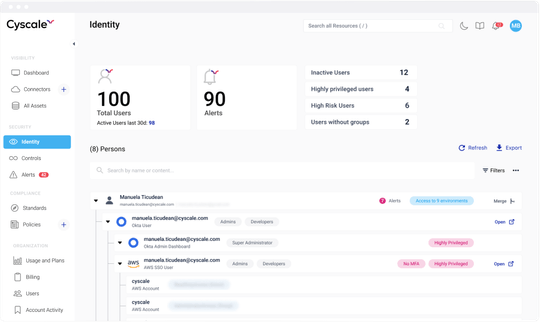 Cyscale
Identity
Search all Resources ( / )
MB
VISIBILITY
Dashboard
Connectors
All Assets
SECURITY
Identity
Controls
Alerts 42
COMPLIANCE
Standards
Policies
ORGANIZATION
Usage and Plans
Billing
Users
Account Activity
100
Total Users
Active Users last 30d: 98
90
Alerts
Inactive Users 12
Highly privileged users 4
High Risk Users 6
Users without groups 2
(8) Persons
Refresh
Export
Search by name or content...
Filters
Manuela Ticudean
manuela.ticudean@cyscale.com
Alerts
Access to 9 environments
Merge
manuela.ticudean@cyscale.com
Okta User
Admins
Developers
Open
manuela.ticudean@cyscale.com
Okta Admin Dashboard
Super Administrator
Highly Privileged
aws
manuela.ticudean@cyscale.com
AWS SSO User
Admins
Developers
No MFA
Highly Privileged
Open
cyscale
AWS Account
cyscale
AWS Account